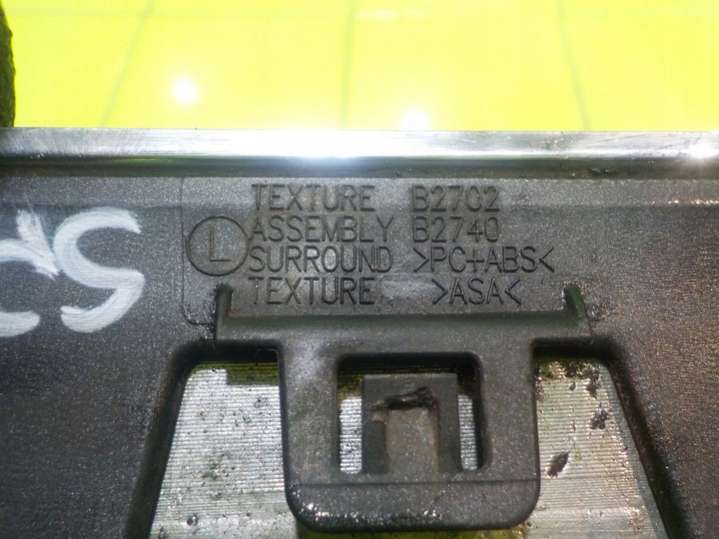 TEXTURE B2702
ASSEMBLY B2740
L
SURROUND >PC+ABS<
TEXTURE >ASA<